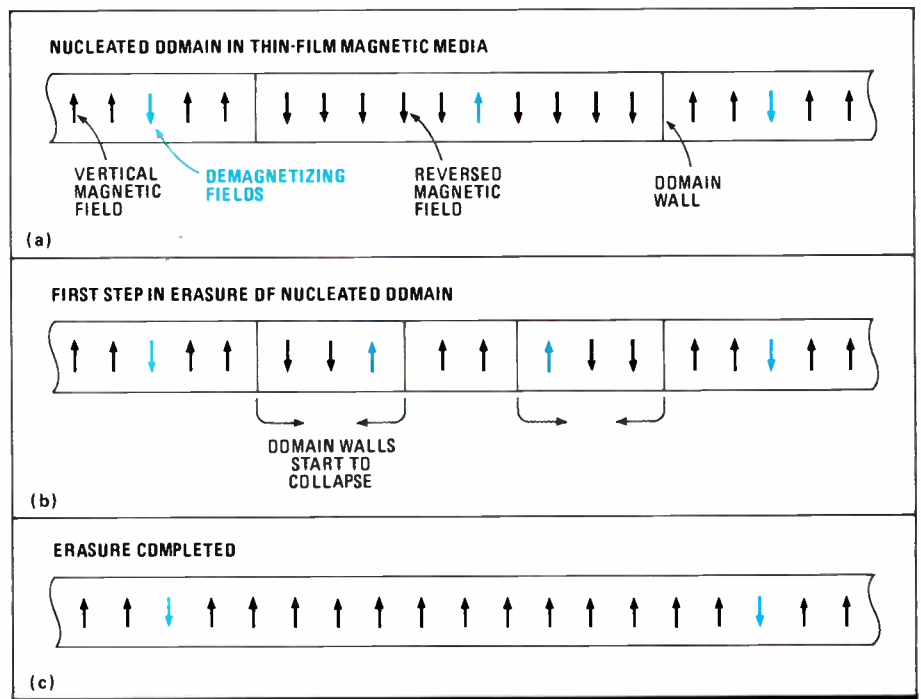 NUCLEATED DOMAIN IN THIN-FILM MAGNETIC MEDIA
VERTICAL
MAGNETIC
FIELD
DEMAGNETIZING
FIELDS
REVERSED
MAGNETIC
FIELD
DOMAIN
WALL
(a)
FIRST STEP IN ERASURE OF NUCLEATED DOMAIN
DOMAIN WALLS
START TO
COLLAPSE
(b)
ERASURE COMPLETED
(c)